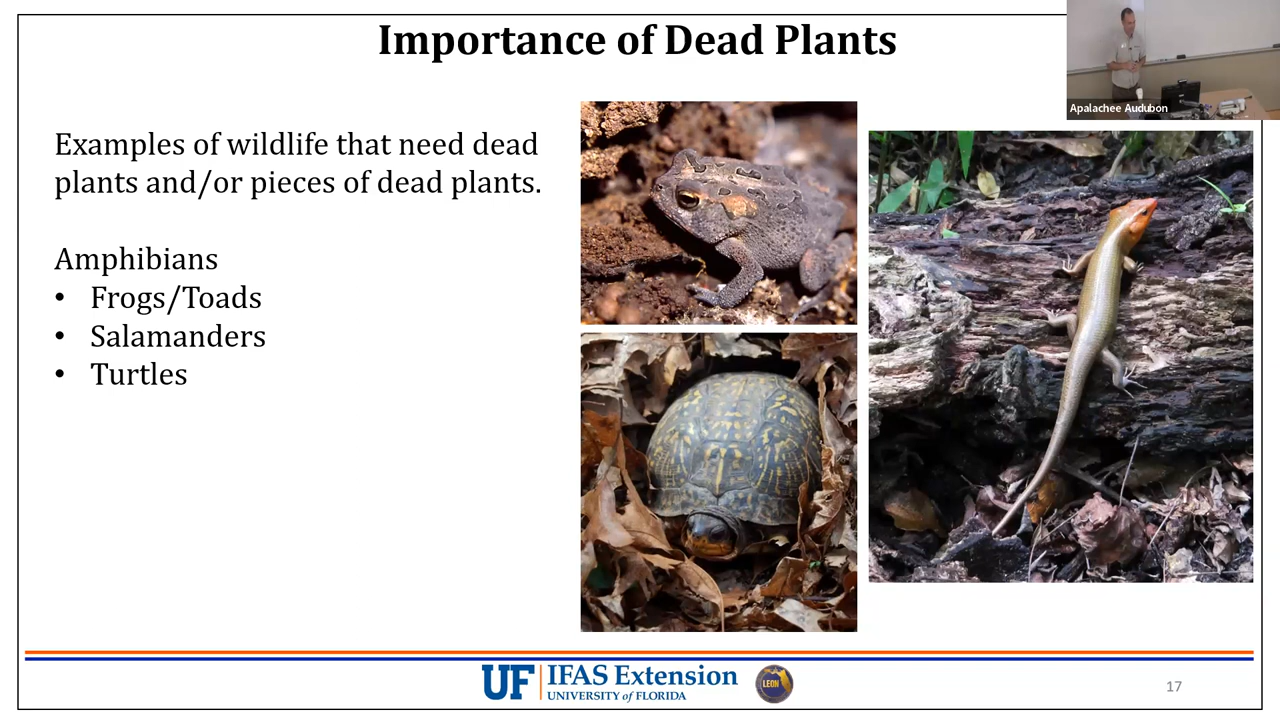 Importance of Dead Plants
Apalachee Audubon
Examples of wildlife that need dead
plants and/or pieces of dead plants.
Amphibians
• Frogs/Toads
• Salamanders
• Turtles
UF IFAS Extension
UNIVERSITY of FLORIDA
LEON
17